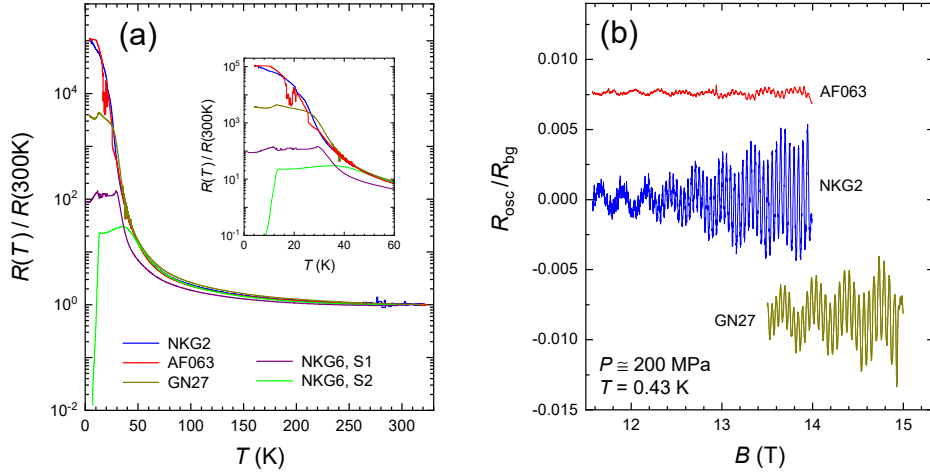 (a)
R(T) / R(300K)
10^4
10^2
10^0
10^-2
0 50 100 150 200 250 300
T (K)
NKG2
AF063
GN27
NKG6, S1
NKG6, S2
R(T) / R(300K)
10^5
10^3
10^1
10^-1
0 20 40 60
T (K)
(b)
R_osc/R_bg
0.010
0.005
0.000
-0.005
-0.010
-0.015
AF063
NKG2
GN27
P ≅ 200 MPa
T = 0.43 K
12 13 14 15
B (T)